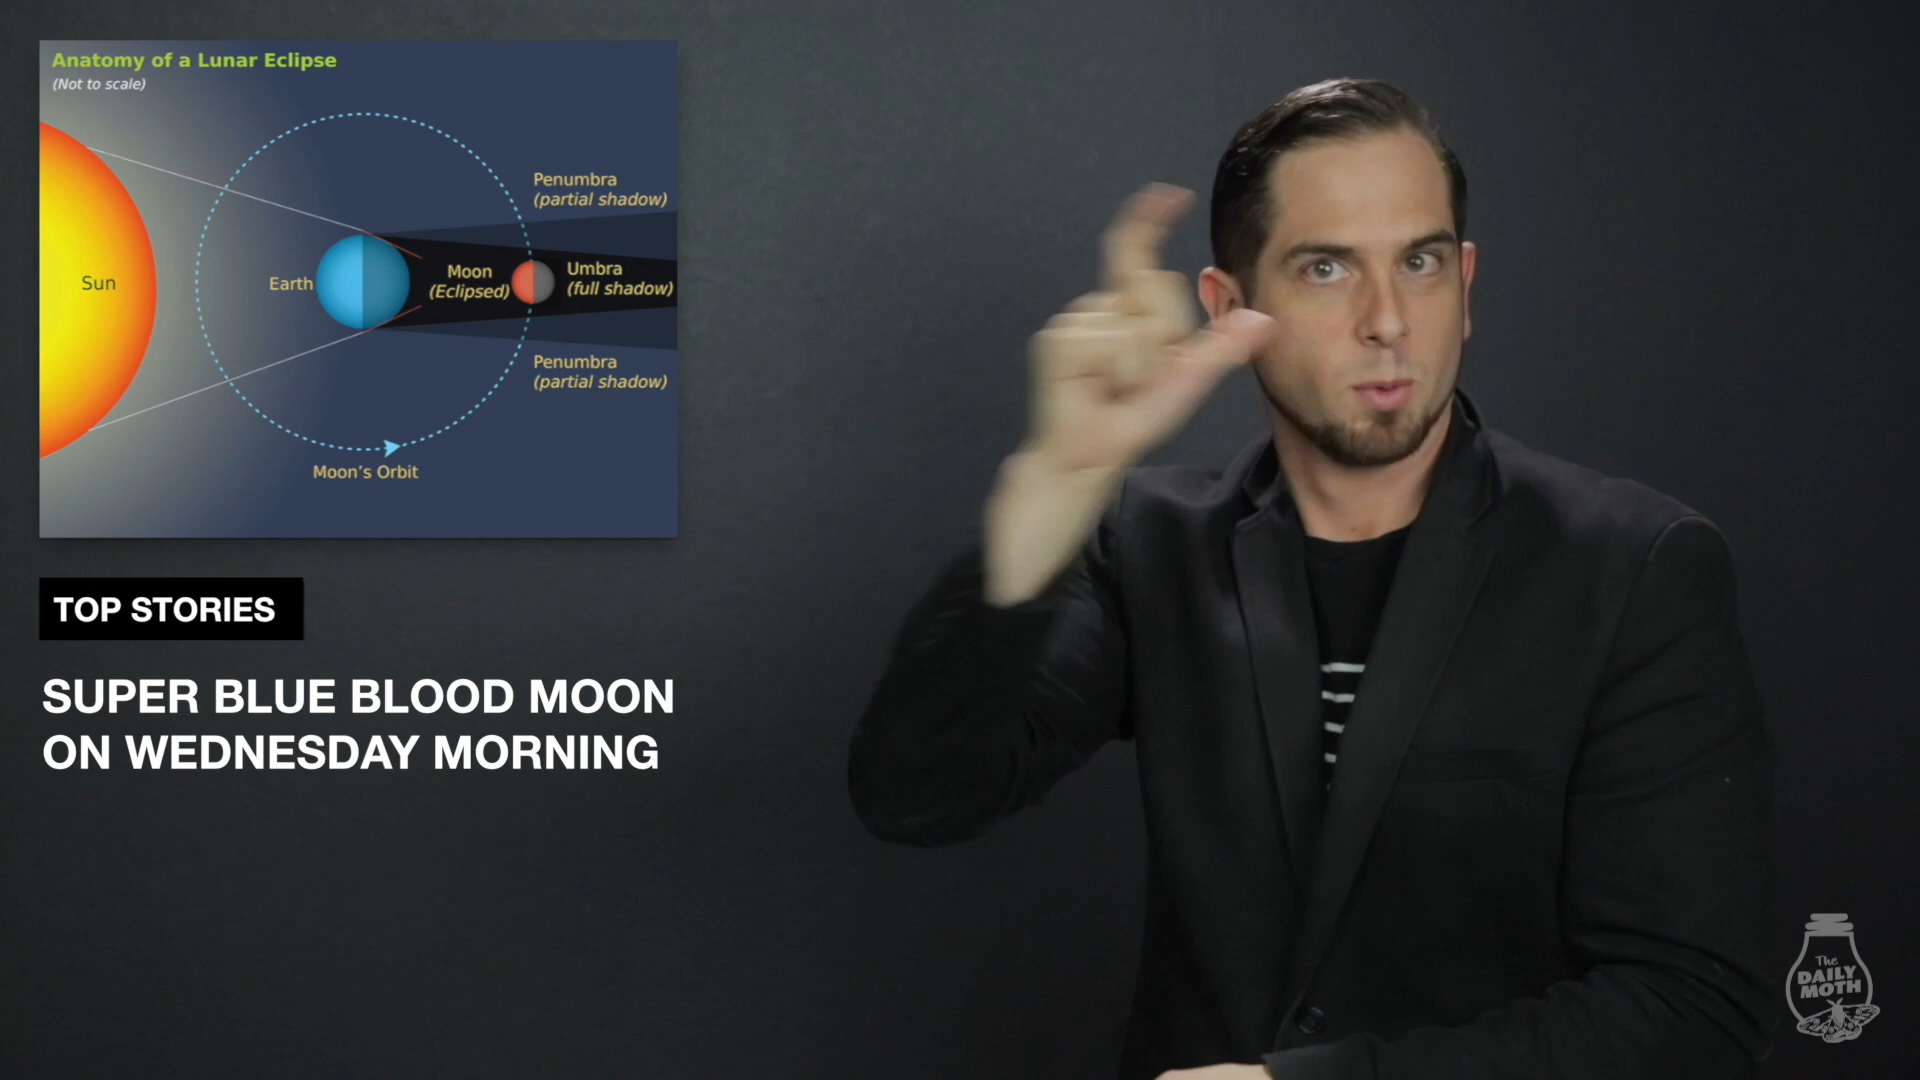 Anatomy of a Lunar Eclipse
(Not to scale)
Penumbra
(partial shadow)
Sun
Earth
Moon
(Eclipsed)
Umbra
(full shadow)
Penumbra
(partial shadow)
Moon's Orbit
TOP STORIES
SUPER BLUE BLOOD MOON
ON WEDNESDAY MORNING
The
DAILY
MOTH